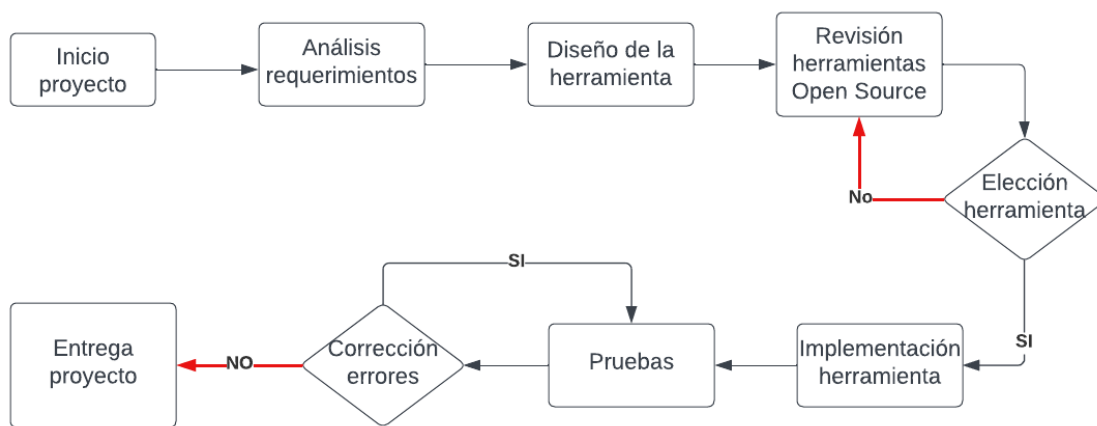 Inicio
proyecto
Análisis
requerimientos
Diseño de la
herramienta
Revisión
herramientas
Open Source
Elección
herramienta
No
SI
Implementación
herramienta
Pruebas
SI
Corrección
errores
NO
Entrega
proyecto